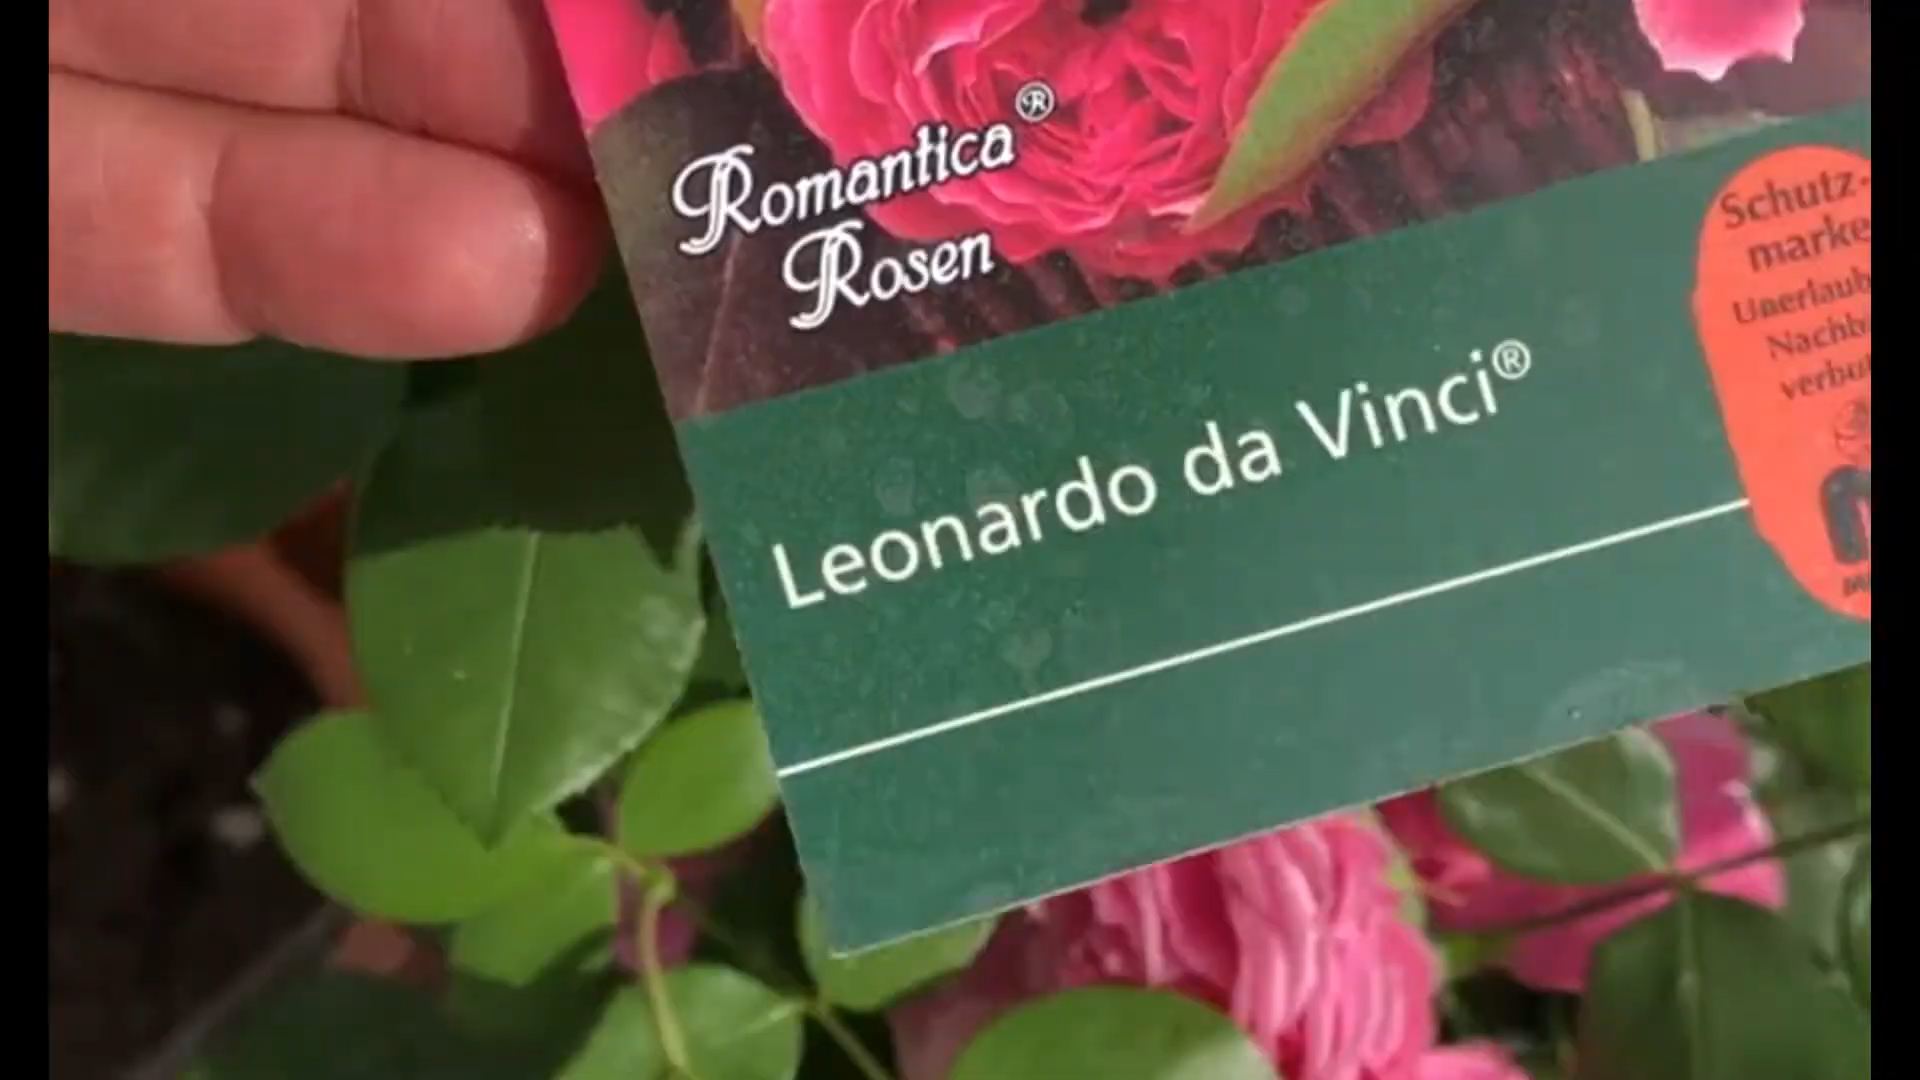 Romantica®
Rosen
Leonardo da Vinci®
Schutz-
marke